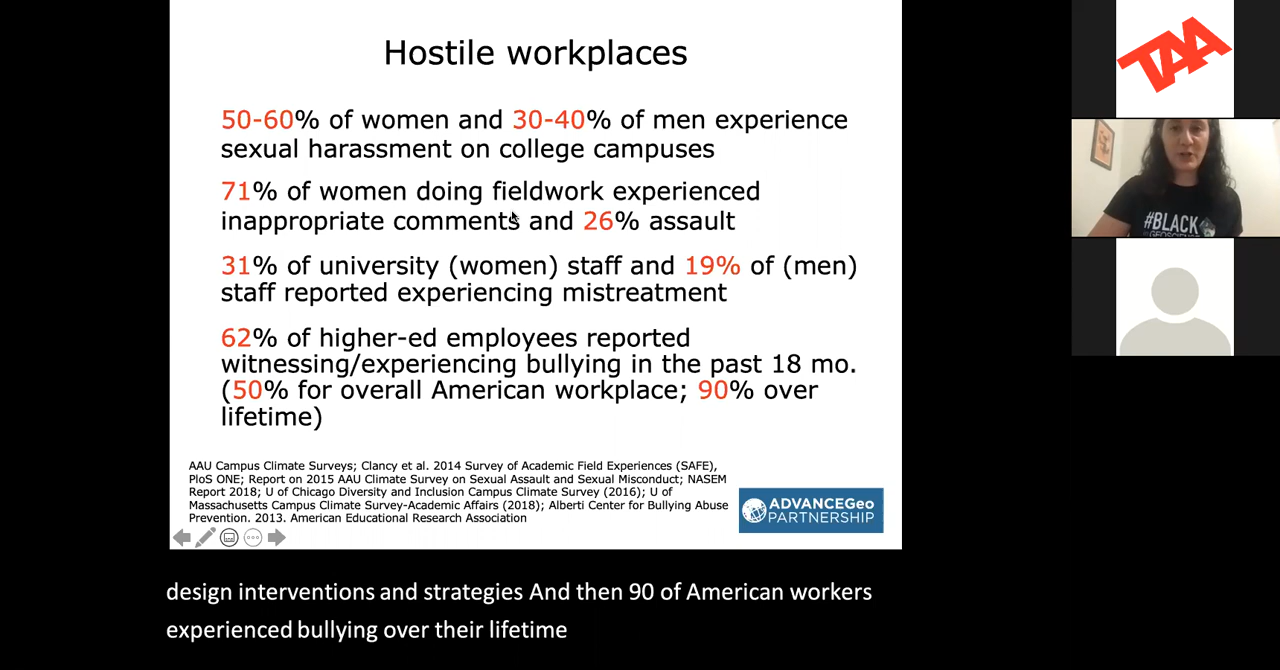 Hostile workplaces
50-60% of women and 30-40% of men experience
sexual harassment on college campuses
71% of women doing fieldwork experienced
inappropriate comments and 26% assault
31% of university (women) staff and 19% of (men)
staff reported experiencing mistreatment
62% of higher-ed employees reported
witnessing/experiencing bullying in the past 18 mo.
(50% for overall American workplace; 90% over
lifetime)
AAU Campus Climate Surveys; Clancy et al. 2014 Survey of Academic Field Experiences (SAFE),
PloS ONE; Report on 2015 AAU Climate Survey on Sexual Assault and Sexual Misconduct; NASEM
Report 2018; U of Chicago Diversity and Inclusion Campus Climate Survey (2016); U of
Massachusetts Campus Climate Survey-Academic Affairs (2018); Alberti Center for Bullying Abuse
Prevention. 2013. American Educational Research Association
ADVANCEGeo
PARTNERSHIP
design interventions and strategies And then 90 of American workers
experienced bullying over their lifetime
TAA
#BLACK